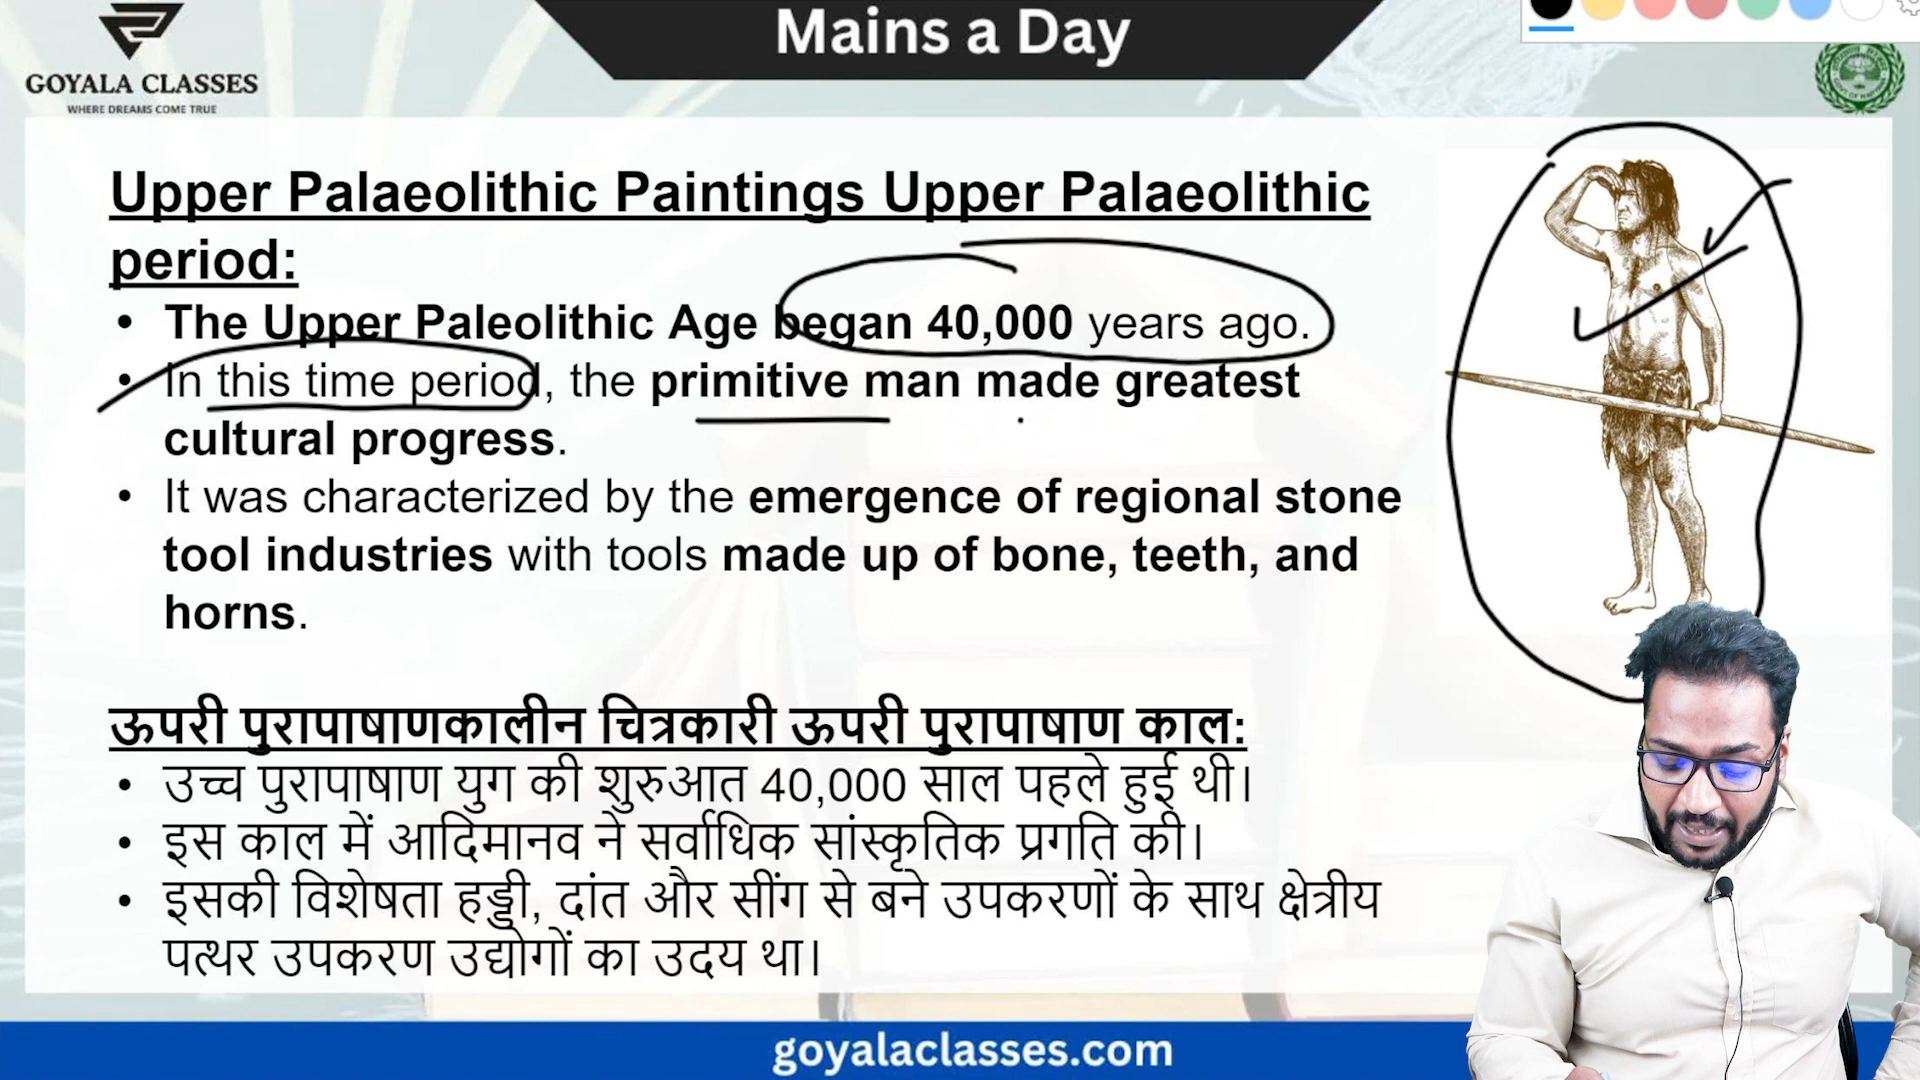 Mains a Day
GOYALA CLASSES
WHERE DREAMS COME TRUE
Upper Palaeolithic Paintings Upper Palaeolithic
period:
• The Upper Paleolithic Age began 40,000 years ago.
• In this time period, the primitive man made greatest
cultural progress.
• It was characterized by the emergence of regional stone
tool industries with tools made up of bone, teeth, and
horns.
ऊपरी पुरापाषाणकालीन चित्रकारी ऊपरी पुरापाषाण काल:
• उच्च पुरापाषाण युग की शुरुआत 40,000 साल पहले हुई थी।
• इस काल में आदिमानव ने सर्वाधिक सांस्कृतिक प्रगति की।
• इसकी विशेषता हड्डी, दांत और सींग से बने उपकरणों के साथ क्षेत्रीय
पत्थर उपकरण उद्योगों का उदय था।
goyalaclasses.com